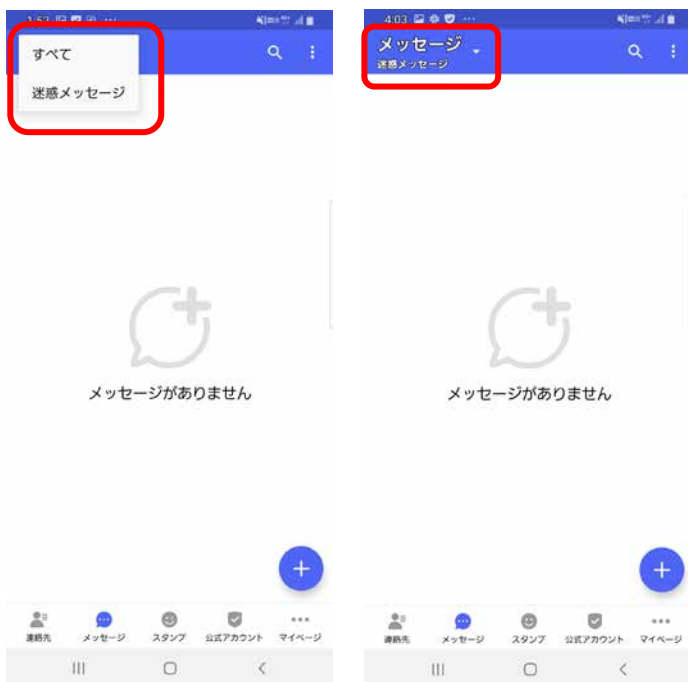 すべて
迷惑メッセージ
メッセージがありません
連絡先 メッセージ スタンプ 公式アカウント マイページ
4:03
メッセージ
迷惑メッセージ
メッセージがありません
連絡先 メッセージ スタンプ 公式アカウント マイページ